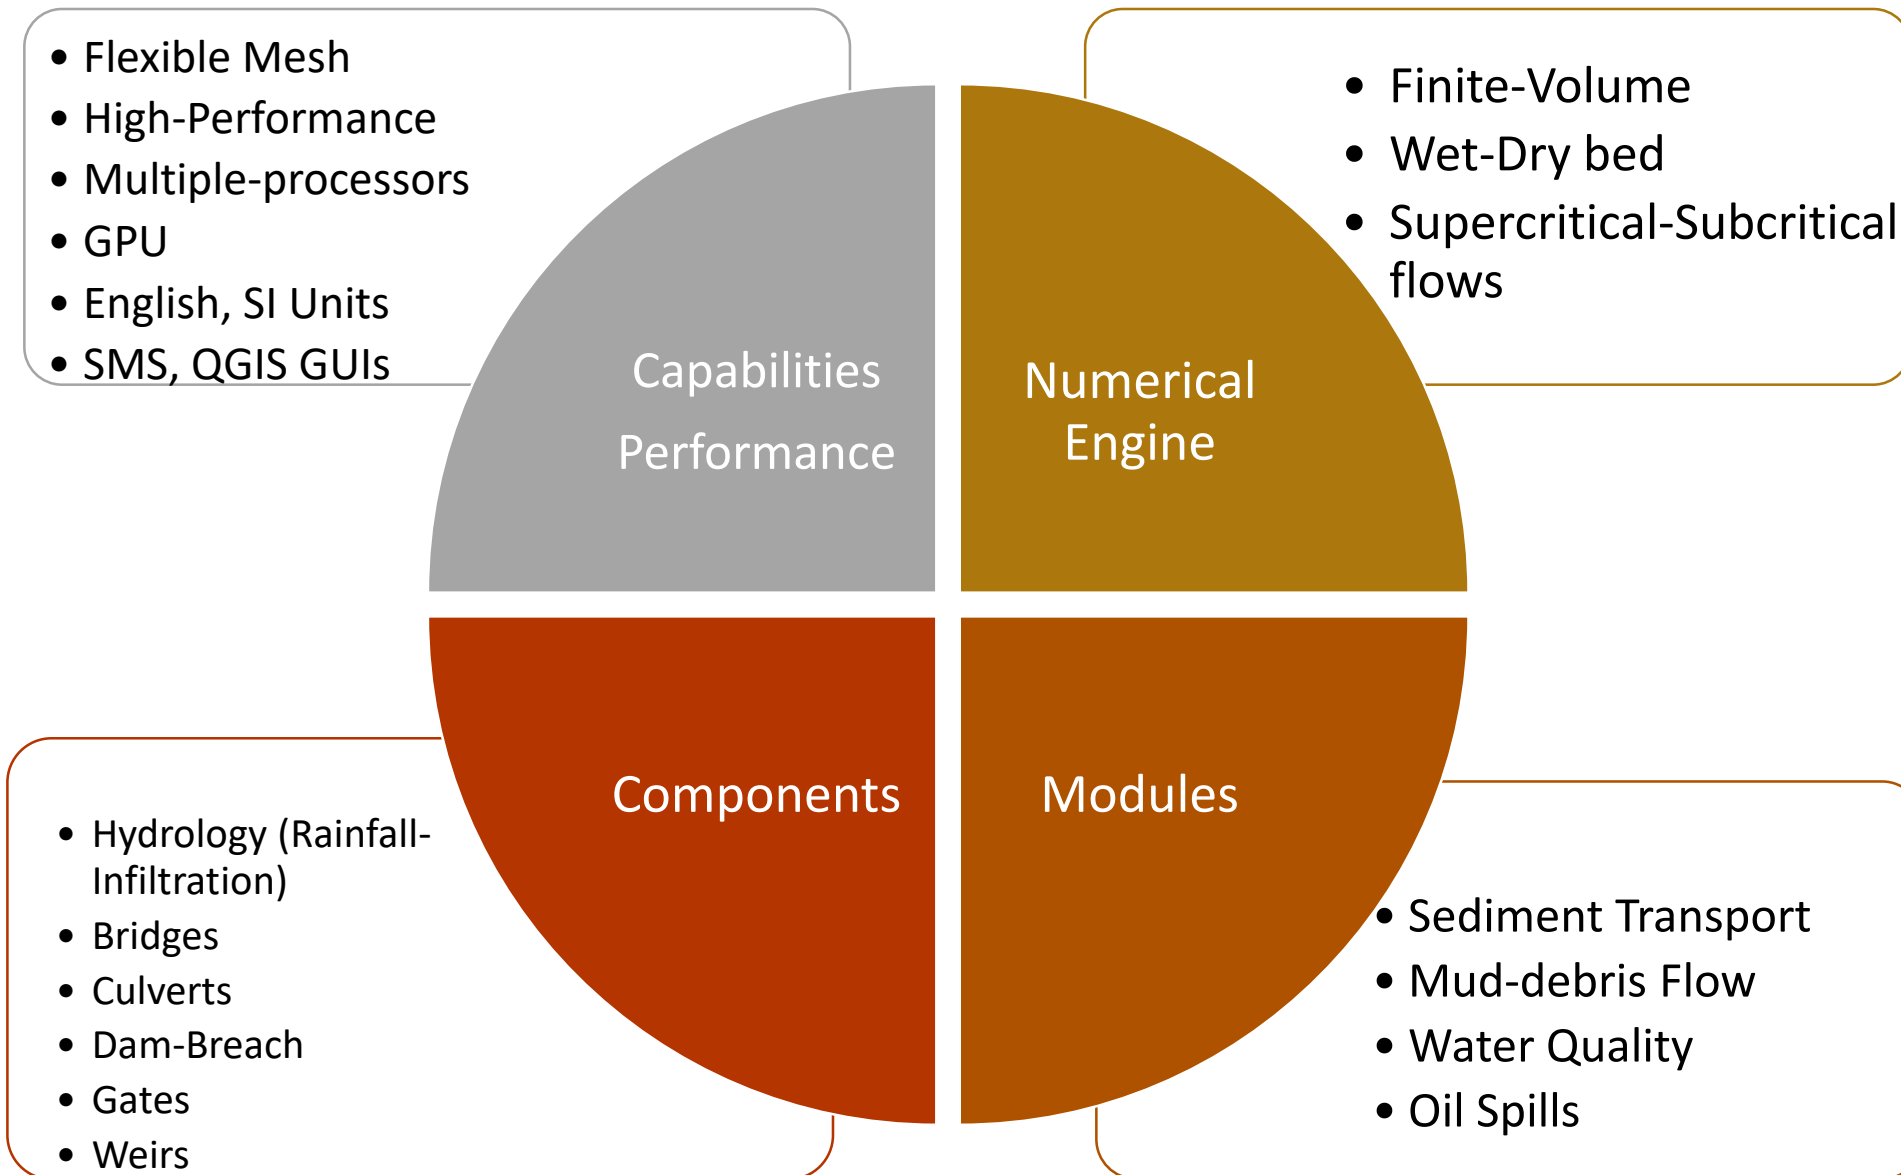 • Flexible Mesh
• High-Performance
• Multiple-processors
• GPU
• English, SI Units
• SMS, QGIS GUIs
Capabilities
Performance
• Finite-Volume
• Wet-Dry bed
• Supercritical-Subcritical
flows
Numerical
Engine
Components
• Hydrology (Rainfall-
Infiltration)
• Bridges
• Culverts
• Dam-Breach
• Gates
• Weirs
Modules
• Sediment Transport
• Mud-debris Flow
• Water Quality
• Oil Spills